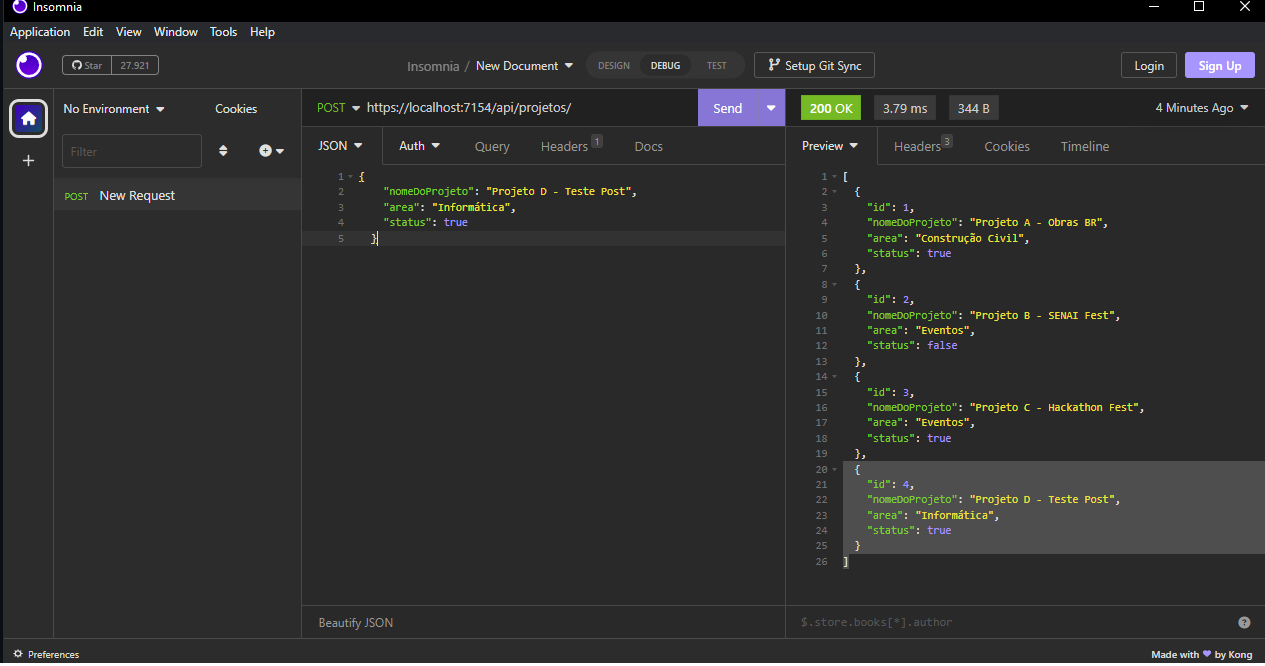 Insomnia
Application Edit View Window Tools Help
Star 27.921
Insomnia / New Document
DESIGN DEBUG TEST
Setup Git Sync
Login Sign Up
No Environment Cookies
Filter
POST New Request
POST https://localhost:7154/api/projetos/ Send
JSON Auth Query Headers 1 Docs
1 {
2 "nomeDoProjeto": "Projeto D - Teste Post",
3 "area": "Informática",
4 "status": true
5 }
Beautify JSON
200 OK 3.79 ms 344 B 4 Minutes Ago
Preview Headers 3 Cookies Timeline
1 [
2 {
3 "id": 1,
4 "nomeDoProjeto": "Projeto A - Obras BR",
5 "area": "Construção Civil",
6 "status": true
7 },
8 {
9 "id": 2,
10 "nomeDoProjeto": "Projeto B - SENAI Fest",
11 "area": "Eventos",
12 "status": false
13 },
14 {
15 "id": 3,
16 "nomeDoProjeto": "Projeto C - Hackathon Fest",
17 "area": "Eventos",
18 "status": true
19 },
20 {
21 "id": 4,
22 "nomeDoProjeto": "Projeto D - Teste Post",
23 "area": "Informática",
24 "status": true
25 }
26 ]
$.store.books[*].author ?
Preferences
Made with ♥ by Kong